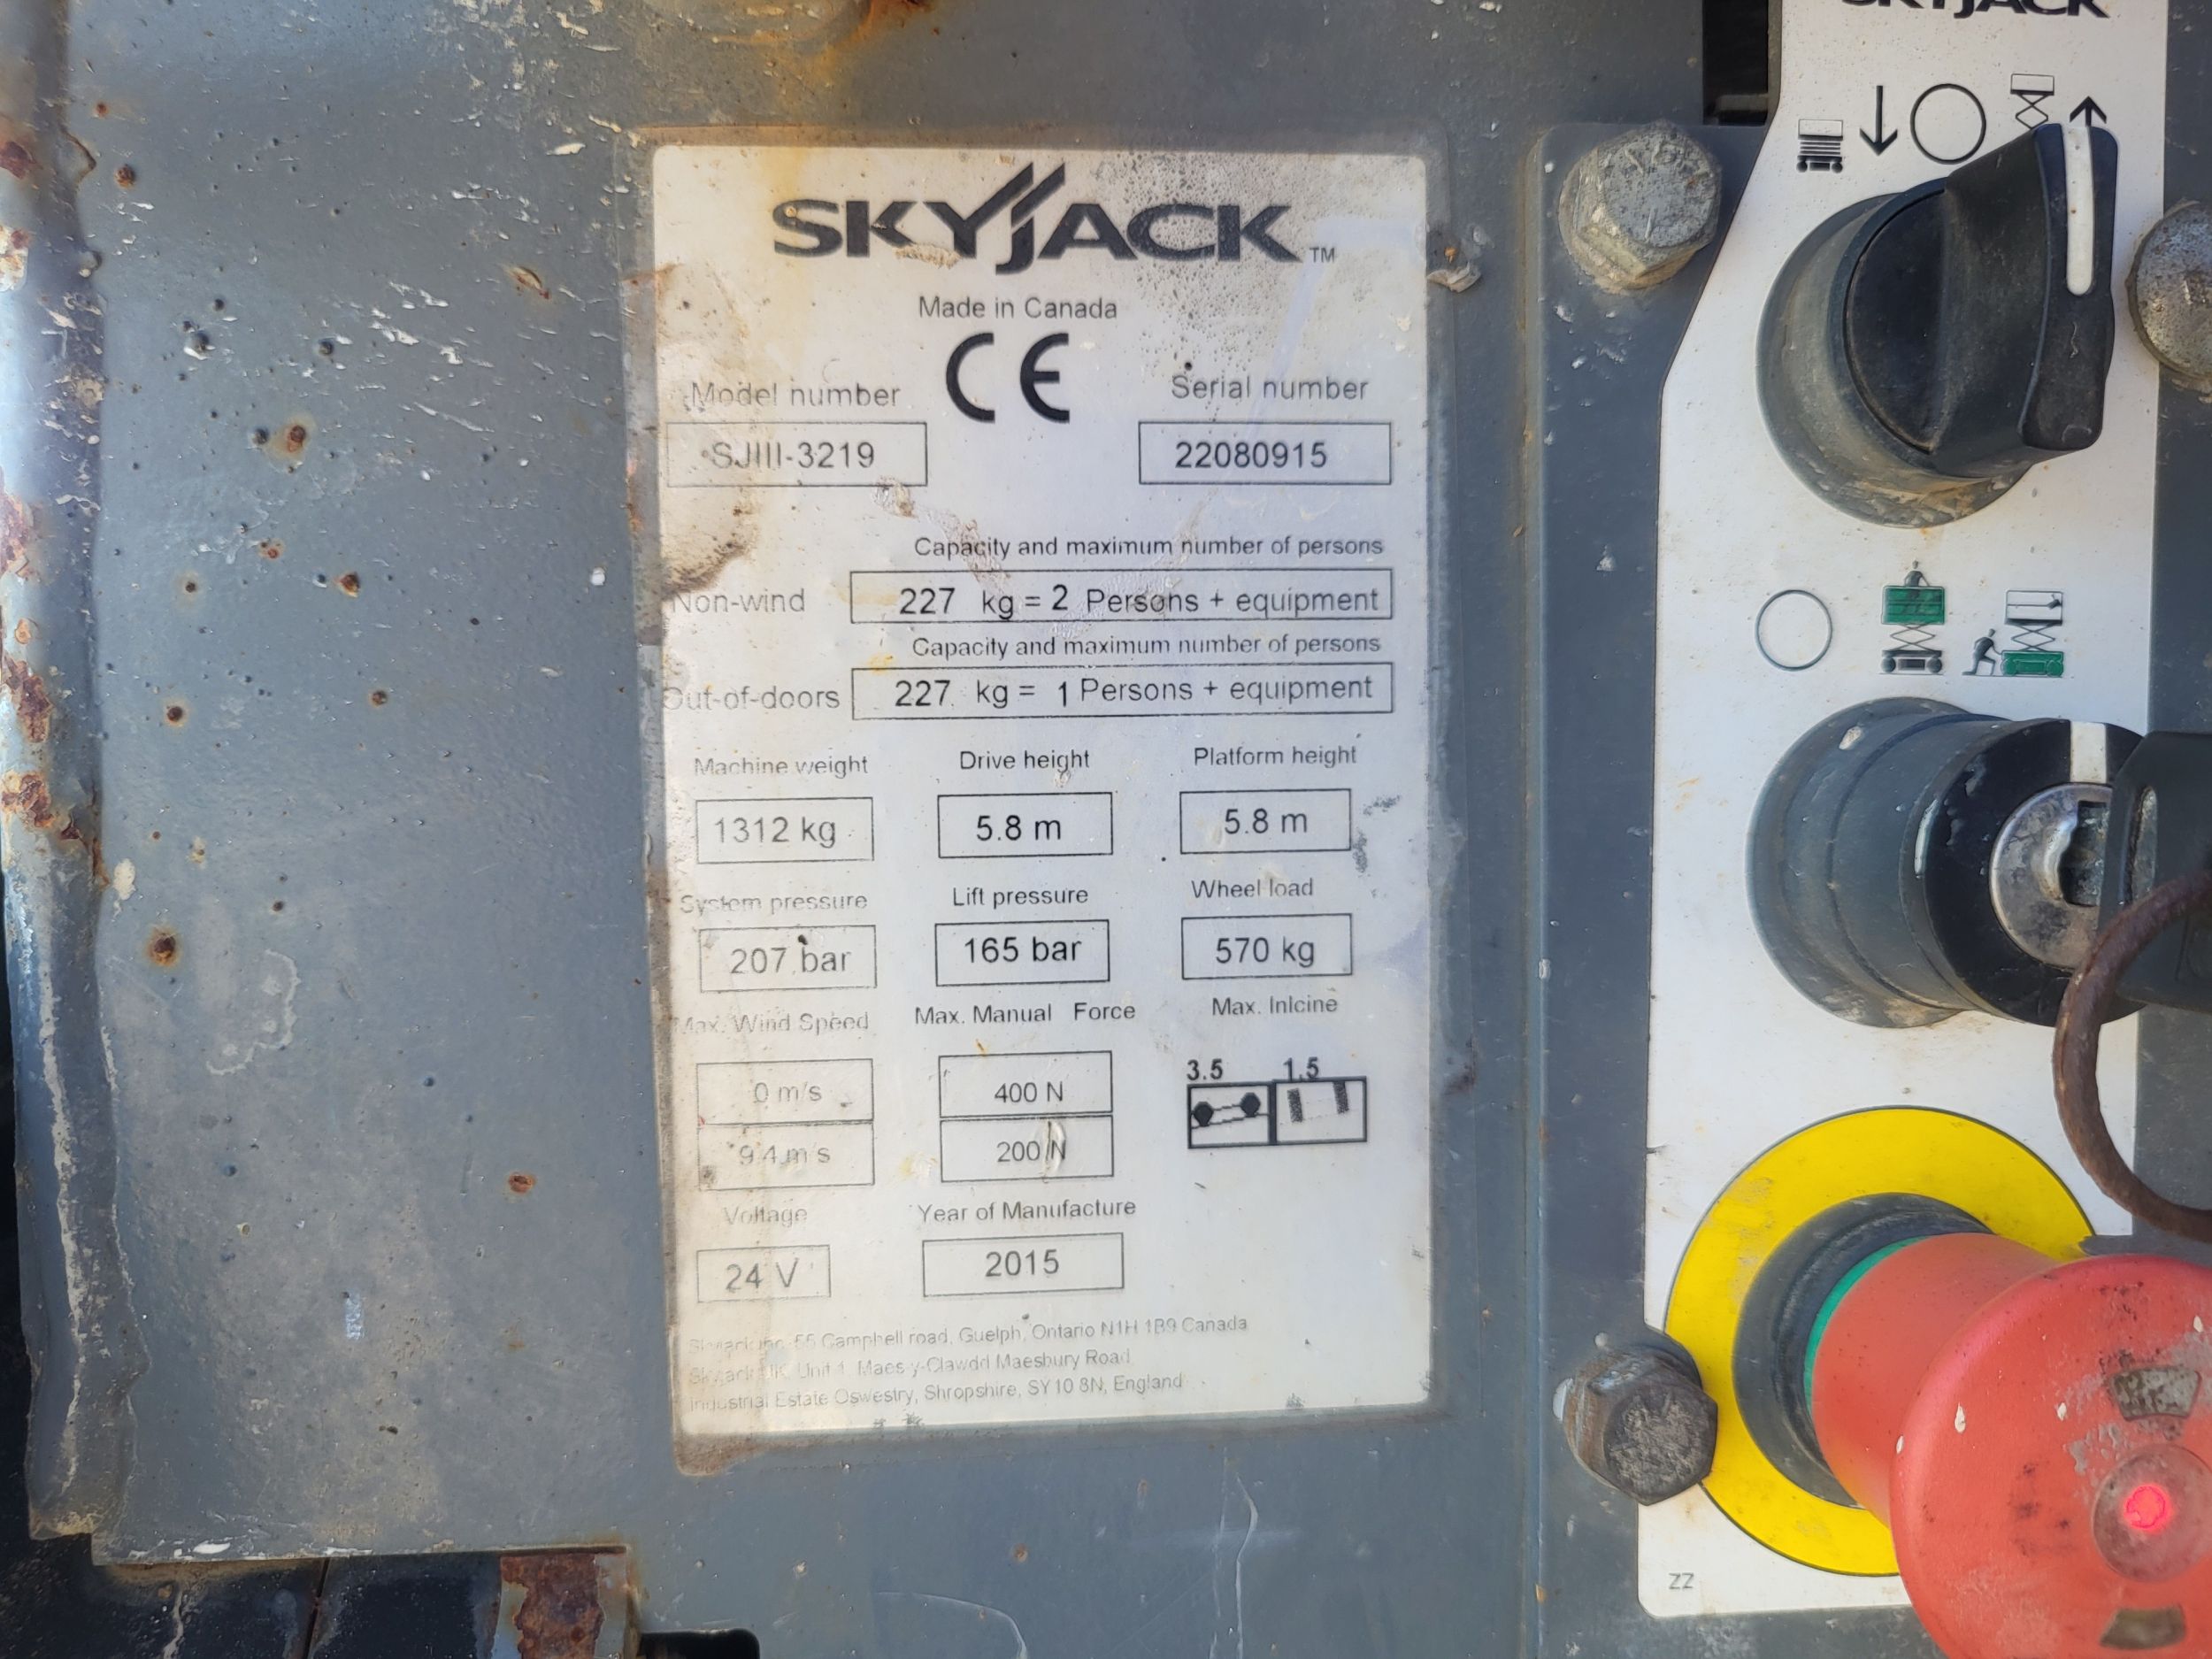 SKYJACK
SKYJACK™
Made in Canada
CE
Model number
Serial number
SJIII-3219
22080915
Capacity and maximum number of persons
Non-wind
227 kg = 2 Persons + equipment
Capacity and maximum number of persons
Out-of-doors
227 kg = 1 Persons + equipment
Machine weight
Drive height
Platform height
1312 kg
5.8 m
5.8 m
System pressure
Lift pressure
Wheel load
207 bar
165 bar
570 kg
Max. Wind Speed
Max. Manual Force
Max. Inlcine
0 m/s
400 N
3.5
1.5
9.4 m/s
200 N
Voltage
Year of Manufacture
24 V
2015
Skyjack Inc. 55 Campbell road, Guelph, Ontario N1H 1B9 Canada
Skyjack UK Unit 1 Maes-y-Clawdd Maesbury Road
Industrial Estate Oswestry, Shropshire, SY10 8N, England
ZZ